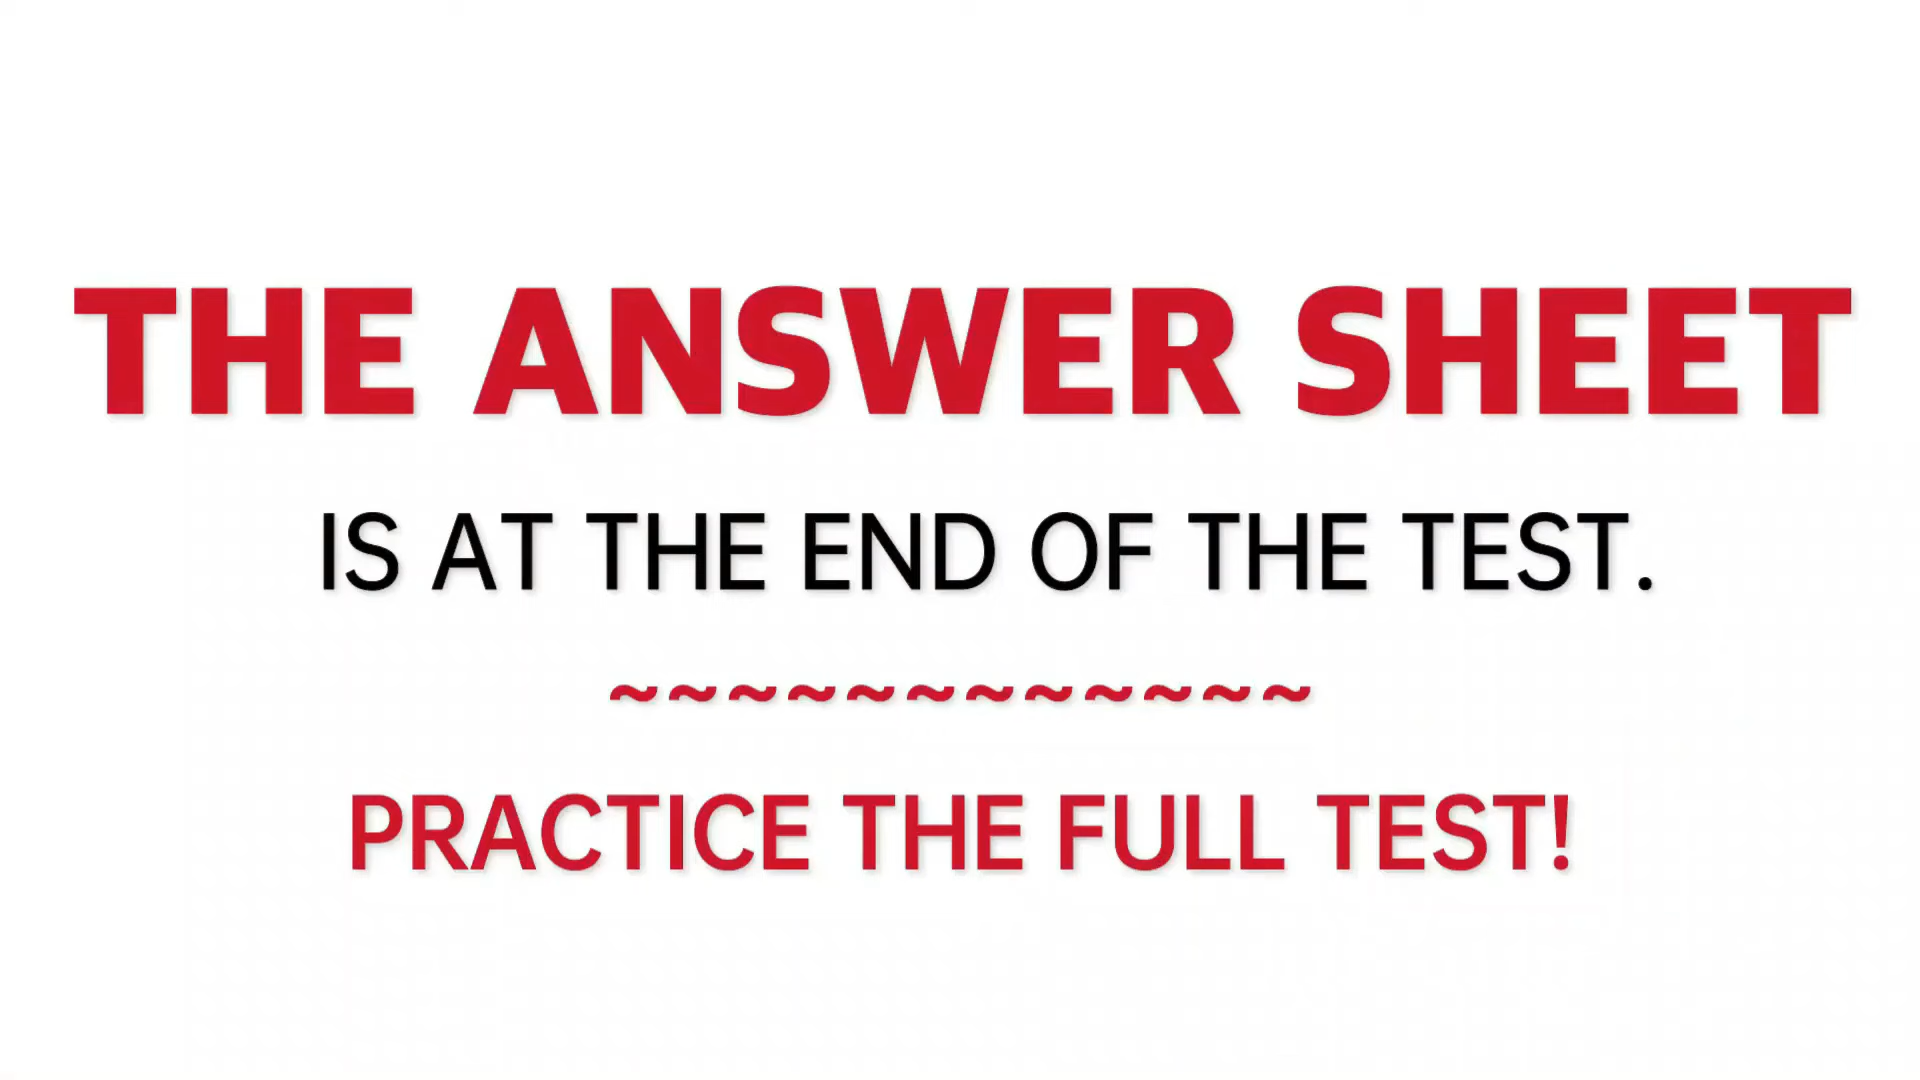 THE ANSWER SHEET
IS AT THE END OF THE TEST.
~~~~~~~~~~~~
PRACTICE THE FULL TEST!